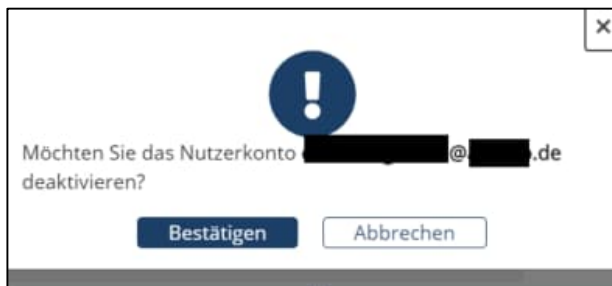 Möchten Sie das Nutzerkonto @ .de
deaktivieren?
Bestätigen Abbrechen